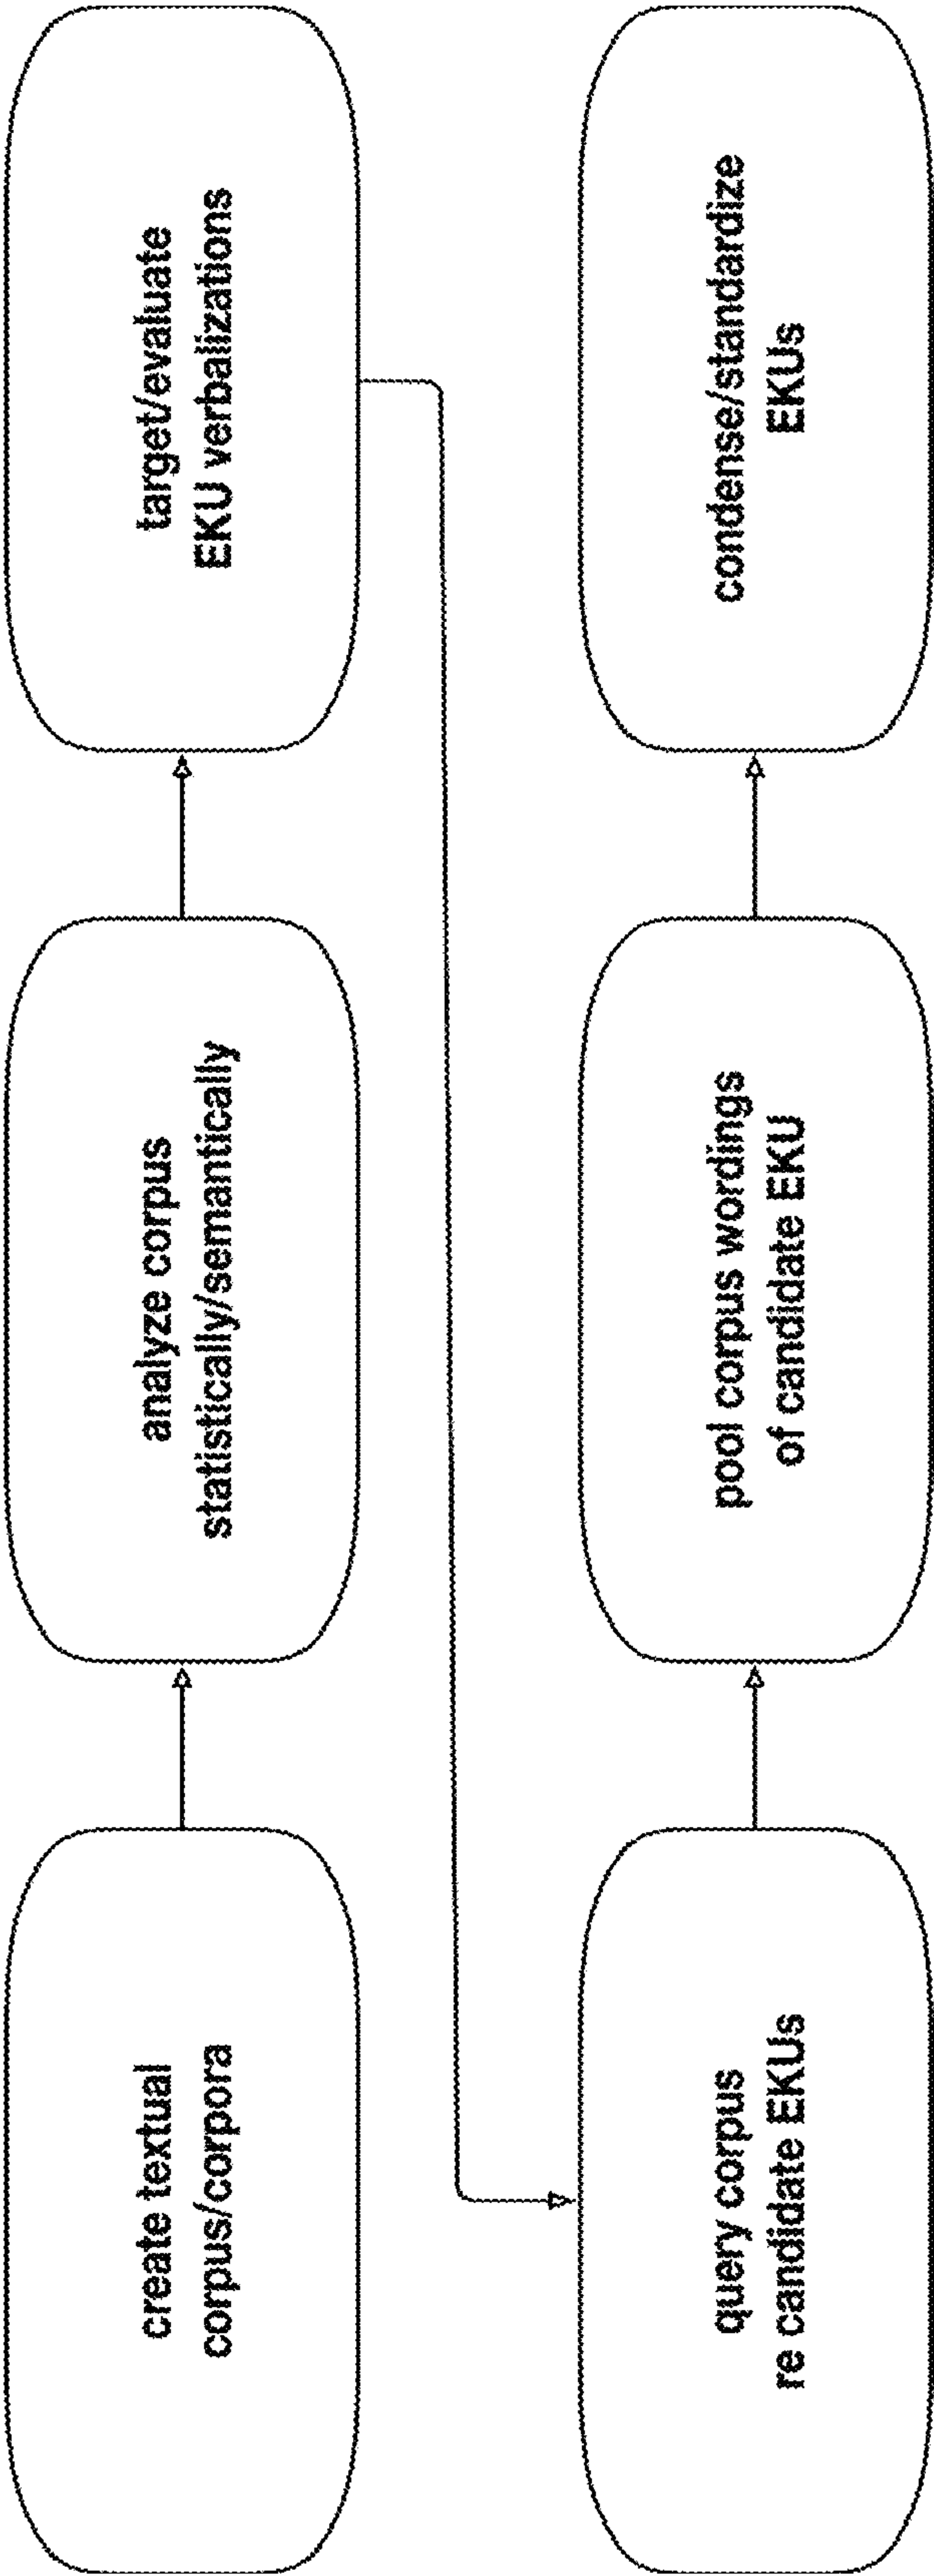 create textual
corpus/corpora
analyze corpus
statistically/semantically
target/evaluate
EKU verbalizations
query corpus
re candidate EKUs
pool corpus wordings
of candidate EKU
condense/standardize
EKUs